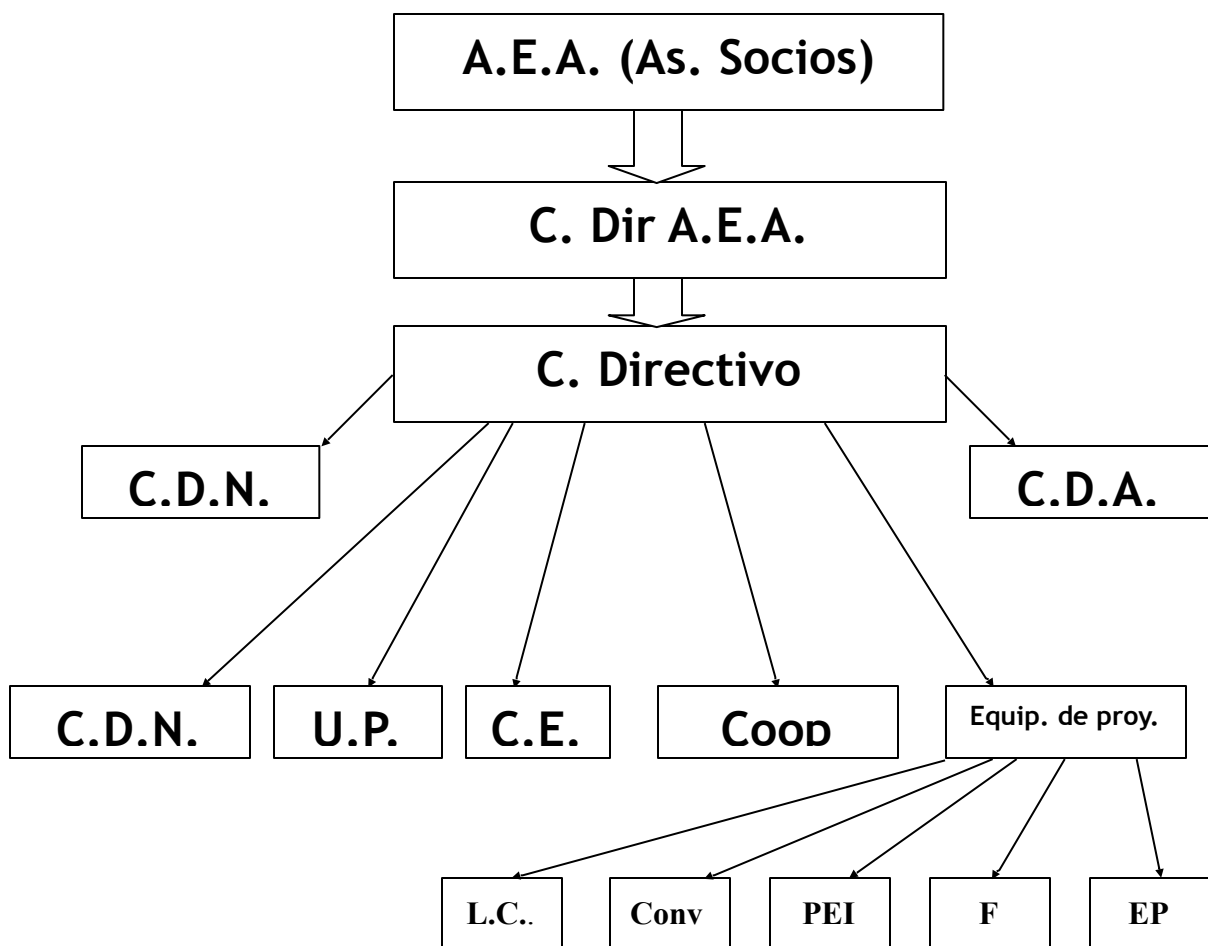 A.E.A. (As. Socios)
C. Dir A.E.A.
C. Directivo
C.D.N.
C.D.A.
C.D.N.
U.P.
C.E.
Coop
Equip. de proy.
L.C..
Conv
PEI
F
EP